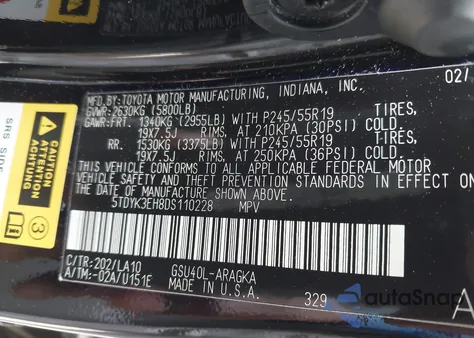 MFD.BY:TOYOTA MOTOR MANUFACTURING, INDIANA, INC. 02/
GVWR:2630KG (5800LB)
GAWR:FRT. 1340KG (2955LB) WITH P245/55R19 TIRES,
19X7.5J RIMS, AT 210KPA (30PSI) COLD.
RR. 1530KG (3375LB) WITH P245/55R19 TIRES,
19X7.5J RIMS, AT 250KPA (36PSI) COLD.
THIS VEHICLE CONFORMS TO ALL APPLICABLE FEDERAL MOTOR
VEHICLE SAFETY AND THEFT PREVENTION STANDARDS IN EFFECT ON
THE DATE OF MANUFACTURE SHOWN ABOVE.
5TDYK3EH8DS110228 MPV
C/TR:202/LA10 GSU40L-ARAGKA
A/TM:-02A/U151E MADE IN U.S.A. 329 A
SRS SIDE
ATTENTION
ACHTUNG
3
autoSnap